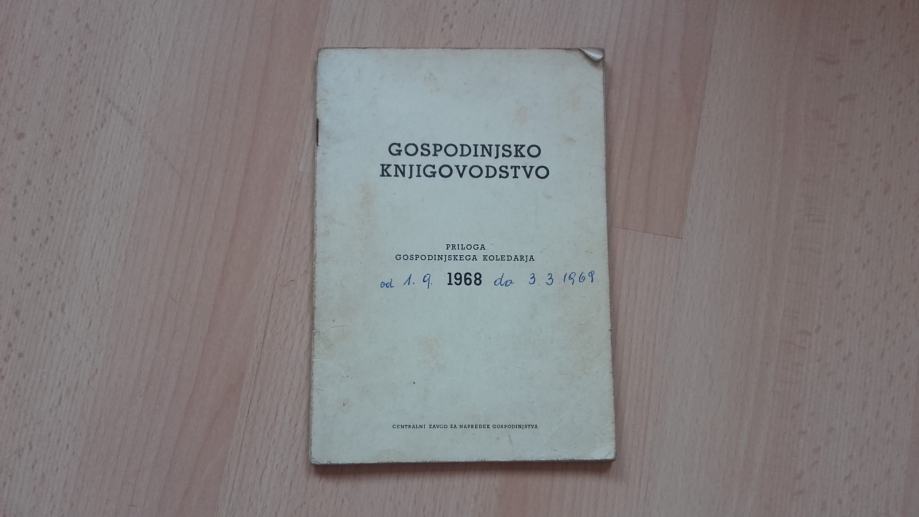 GOSPODINJSKO
KNJIGOVODSTVO
PRILOGA
GOSPODINJSKEGA KOLEDARJA
od 1. 9. 1968 do 3 3 1969
CENTRALNI ZAVOD ZA NAPREDEK GOSPODINJSTVA